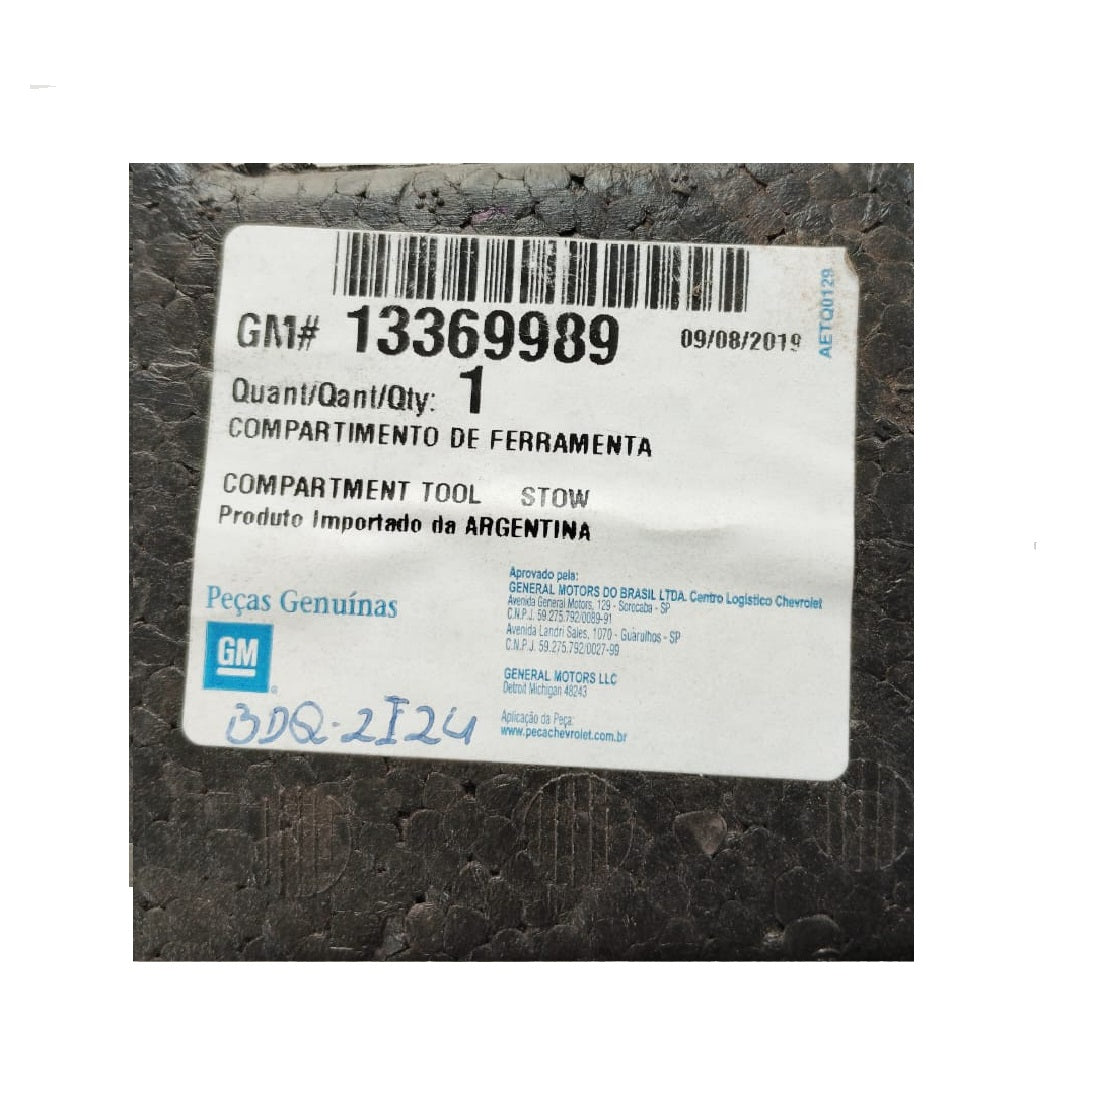 GM# 13369989 09/08/2019
AETQ0129
Quant/Qant/Qty: 1
COMPARTIMENTO DE FERRAMENTA
COMPARTMENT TOOL STOW
Produto Importado da ARGENTINA
Peças Genuínas
GM
®
BDQ-2I24
Aprovado pela:
GENERAL MOTORS DO BRASIL LTDA. Centro Logístico Chevrolet
Avenida General Motors, 129 - Sorocaba - SP
C.N.P.J. 59.275.792/0089-91
Avenida Landri Sales, 1070 - Guarulhos - SP
C.N.P.J. 59.275.792/0027-99
GENERAL MOTORS LLC
Detroit Michigan 48243
Aplicação da Peça:
www.pecachevrolet.com.br